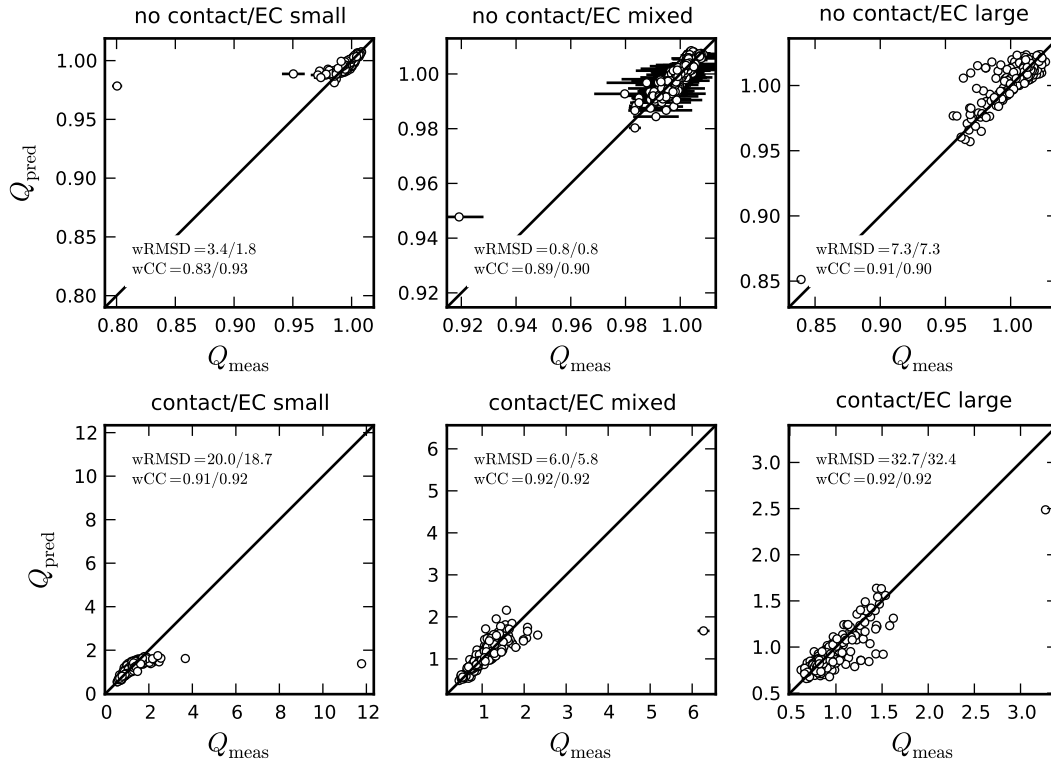 no contact/EC small
1.00
0.95
0.90
0.85
0.80
Qpred
wRMSD=3.4/1.8
wCC=0.83/0.93
0.80 0.85 0.90 0.95 1.00
Qmeas
no contact/EC mixed
1.00
0.98
0.96
0.94
0.92
wRMSD=0.8/0.8
wCC=0.89/0.90
0.92 0.94 0.96 0.98 1.00
Qmeas
no contact/EC large
1.00
0.95
0.90
0.85
wRMSD=7.3/7.3
wCC=0.91/0.90
0.85 0.90 0.95 1.00
Qmeas
contact/EC small
12
10
8
6
4
2
0
Qpred
wRMSD=20.0/18.7
wCC=0.91/0.92
0 2 4 6 8 10 12
Qmeas
contact/EC mixed
6
5
4
3
2
1
wRMSD=6.0/5.8
wCC=0.92/0.92
1 2 3 4 5 6
Qmeas
contact/EC large
3.0
2.5
2.0
1.5
1.0
0.5
wRMSD=32.7/32.4
wCC=0.92/0.92
0.5 1.0 1.5 2.0 2.5 3.0
Qmeas